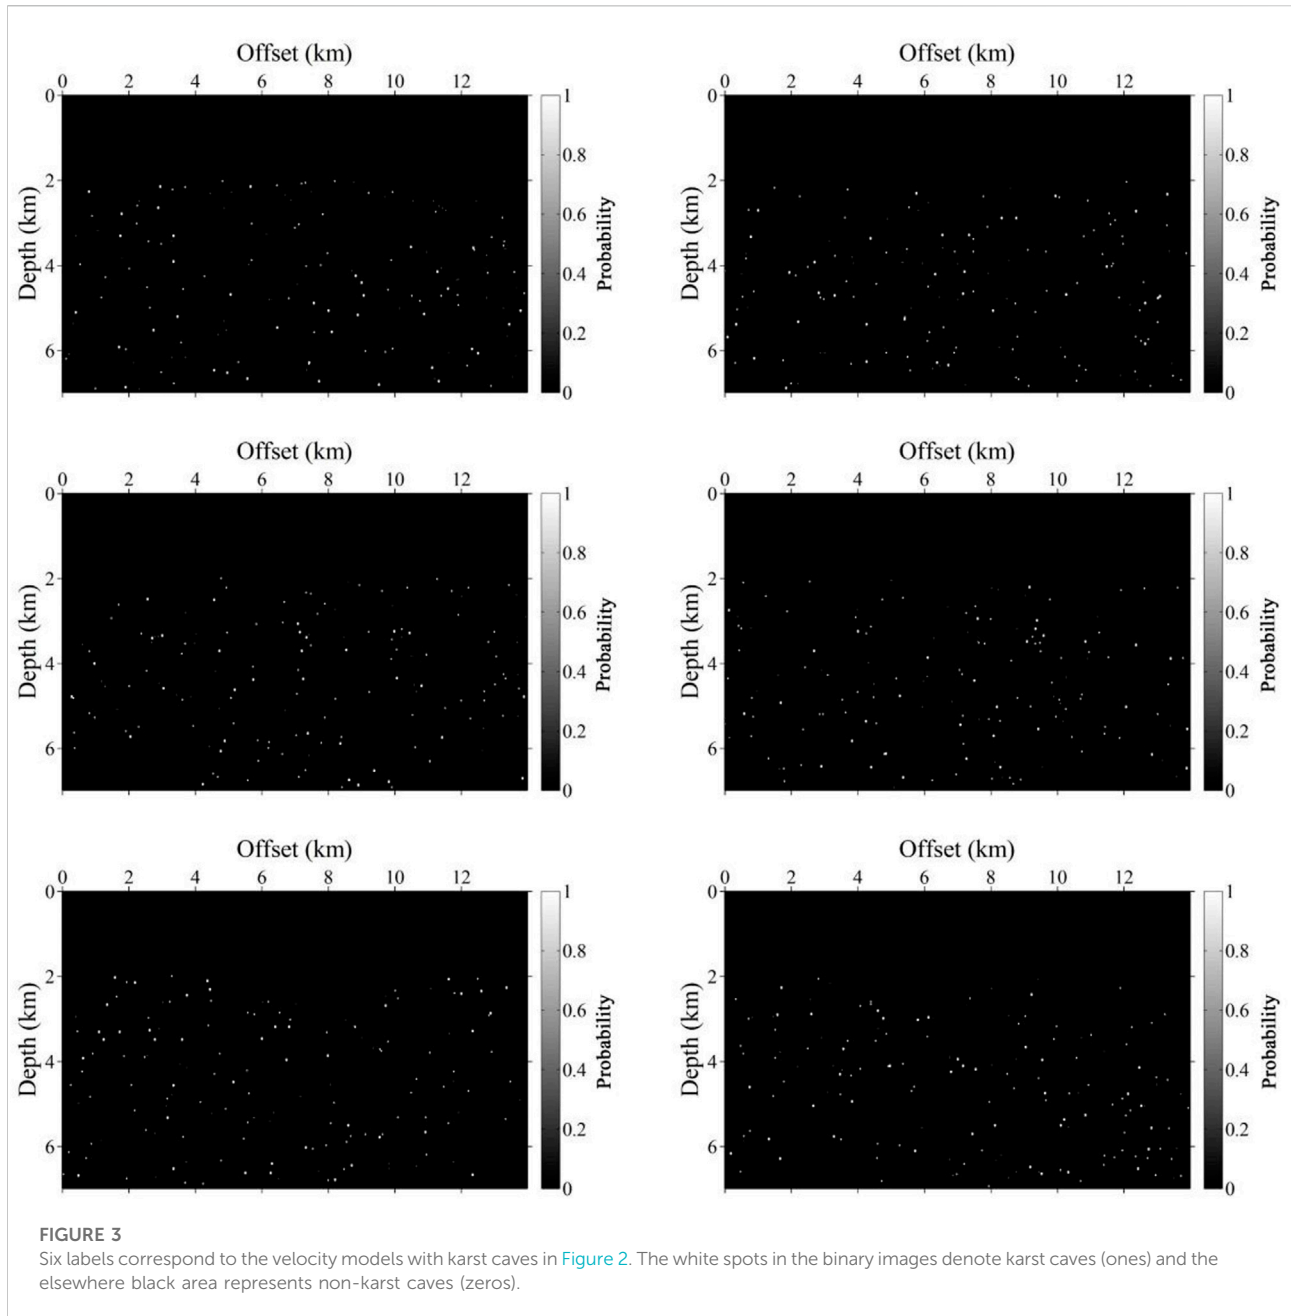 Offset (km)
0 2 4 6 8 10 12
0
2
4
6
Depth (km)
1
0.8
0.6
0.4
0.2
0
Probability
Offset (km)
0 2 4 6 8 10 12
0
2
4
6
Depth (km)
1
0.8
0.6
0.4
0.2
0
Probability
Offset (km)
0 2 4 6 8 10 12
0
2
4
6
Depth (km)
1
0.8
0.6
0.4
0.2
0
Probability
Offset (km)
0 2 4 6 8 10 12
0
2
4
6
Depth (km)
1
0.8
0.6
0.4
0.2
0
Probability
Offset (km)
0 2 4 6 8 10 12
0
2
4
6
Depth (km)
1
0.8
0.6
0.4
0.2
0
Probability
Offset (km)
0 2 4 6 8 10 12
0
2
4
6
Depth (km)
1
0.8
0.6
0.4
0.2
0
Probability
FIGURE 3
Six labels correspond to the velocity models with karst caves in Figure 2. The white spots in the binary images denote karst caves (ones) and the
elsewhere black area represents non-karst caves (zeros).